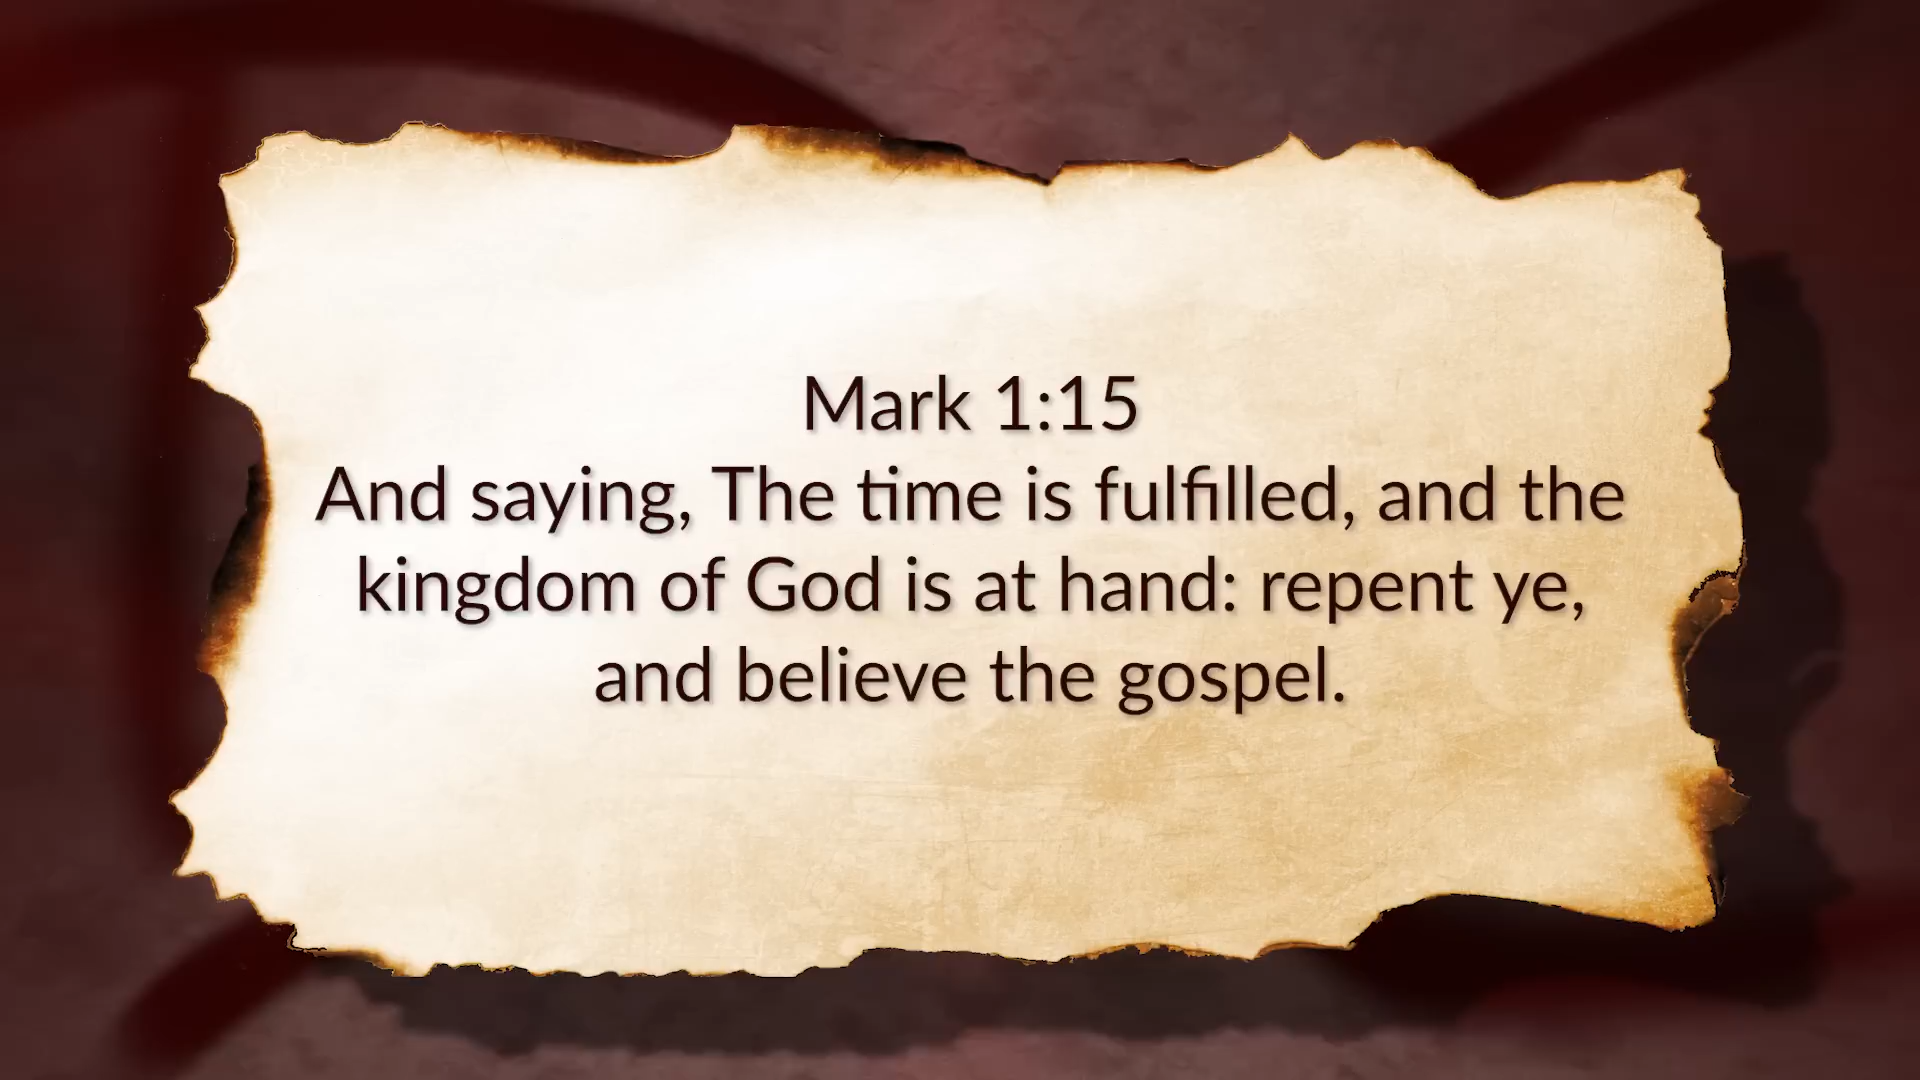 Mark 1:15
And saying, The time is fulfilled, and the
kingdom of God is at hand: repent ye,
and believe the gospel.